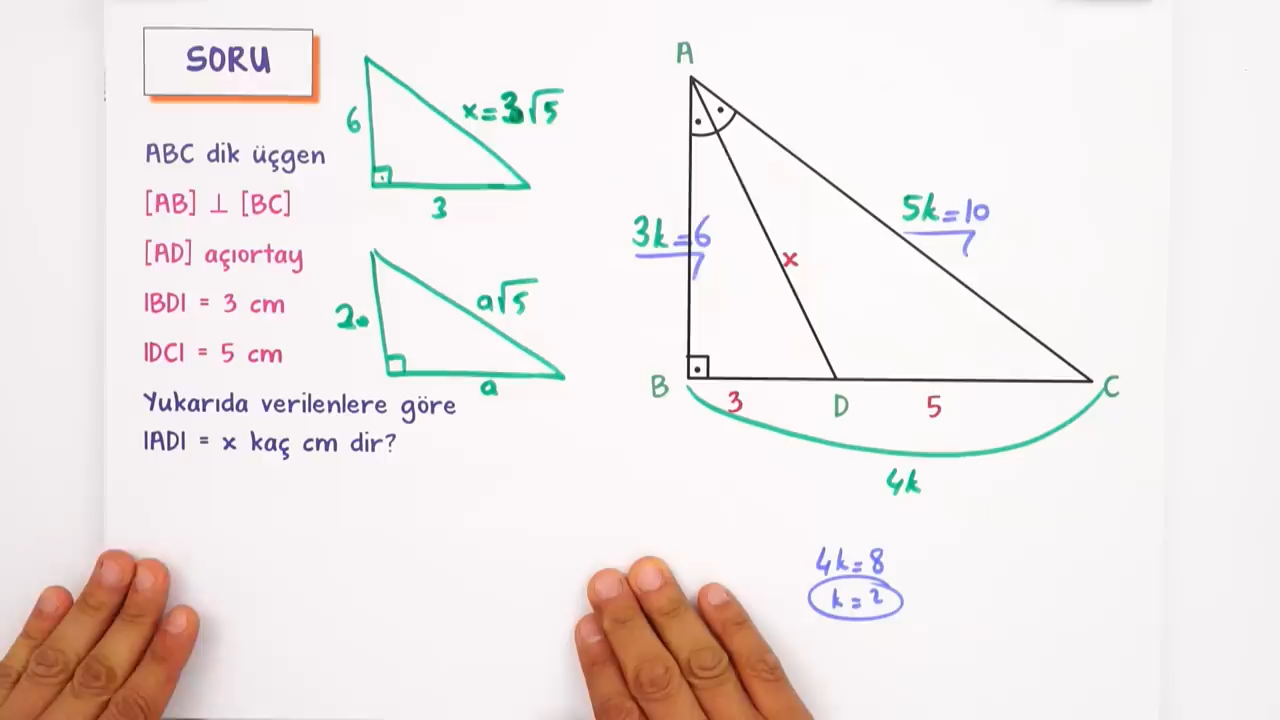 SORU
ABC dik üçgen
[AB] ⊥ [BC]
[AD] açıortay
|BD| = 3 cm
|DC| = 5 cm
Yukarıda verilenlere göre
|AD| = x kaç cm dir?
6
x=3√5
3
a√5
a
A
3k=6
5k=10
x
B
3
D
5
C
4k
4k=8
k=2